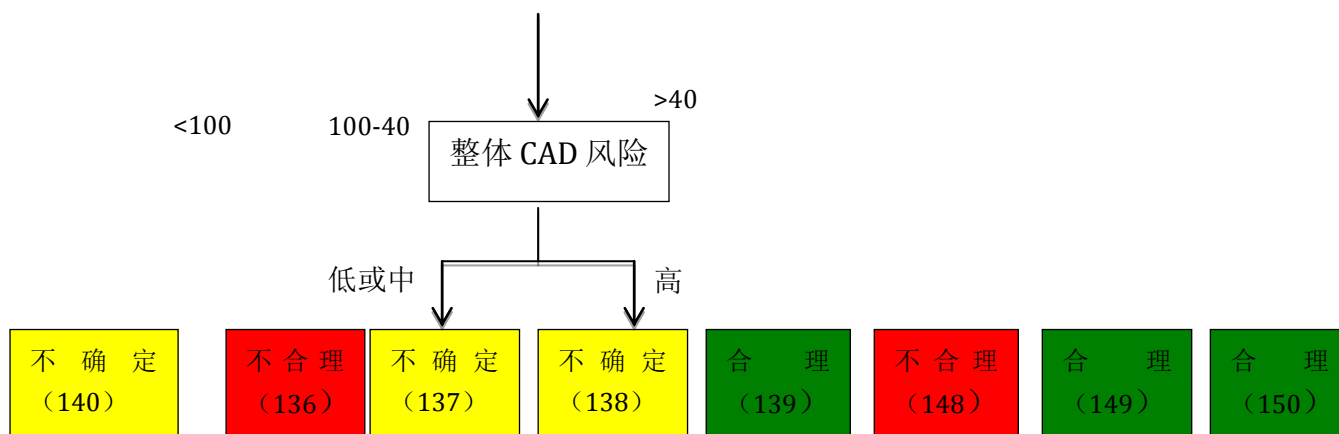 >40
<100
100-40
整体 CAD 风险
低或中
高
不确定
（140）
不合理
（136）
不确定
（137）
不确定
（138）
合理
（139）
不合理
（148）
合理
（149）
合理
（150）